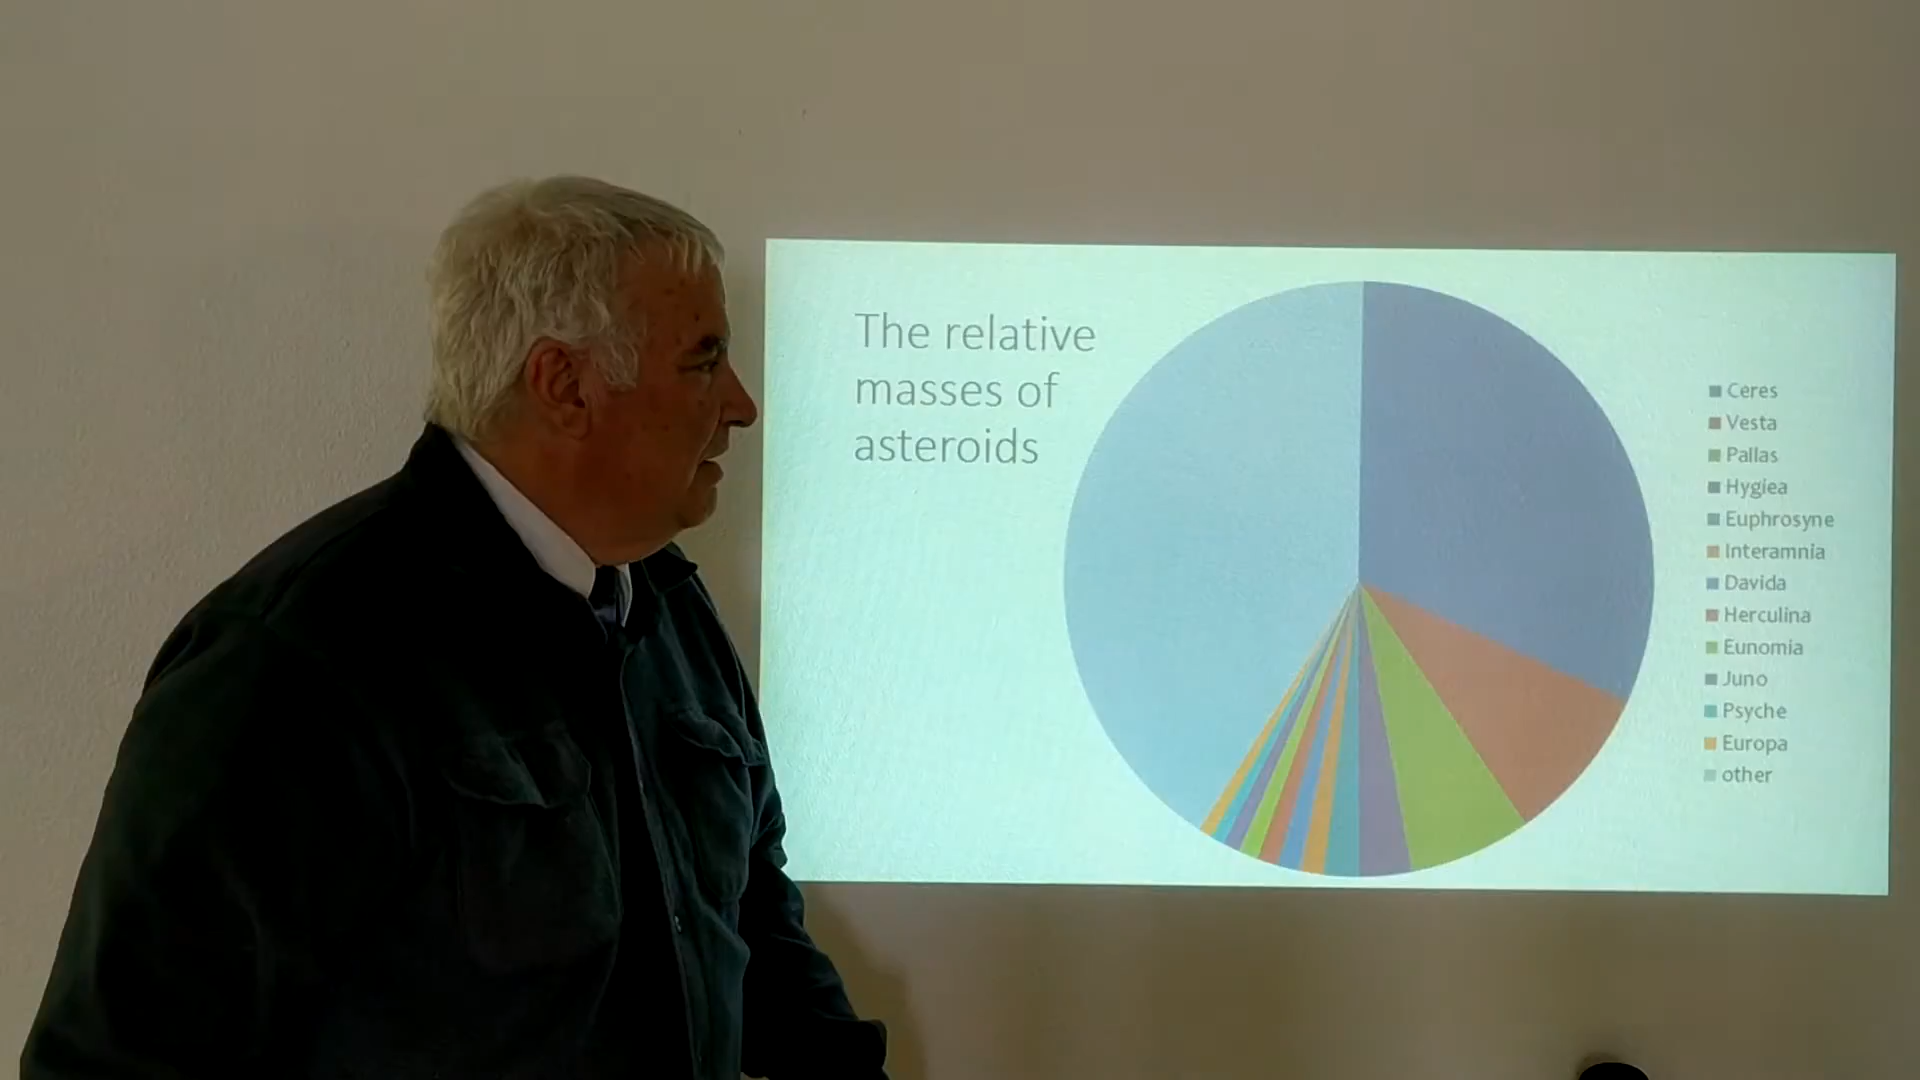 The relative
masses of
asteroids
Ceres
Vesta
Pallas
Hygiea
Euphrosyne
Interamnia
Davida
Herculina
Eunomia
Juno
Psyche
Europa
other